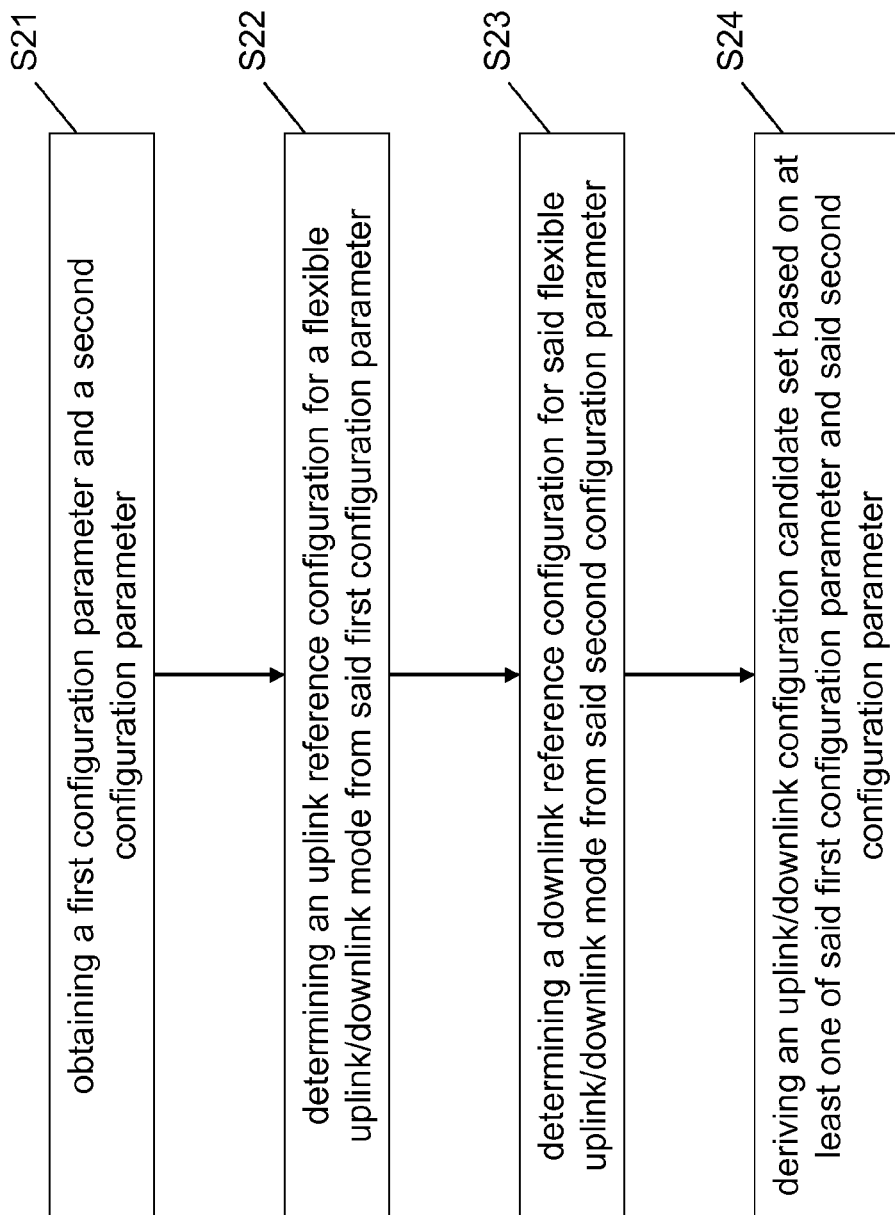 S21
obtaining a first configuration parameter and a second
configuration parameter
S22
determining an uplink reference configuration for a flexible
uplink/downlink mode from said first configuration parameter
S23
determining a downlink reference configuration for said flexible
uplink/downlink mode from said second configuration parameter
S24
deriving an uplink/downlink configuration candidate set based on at
least one of said first configuration parameter and said second
configuration parameter